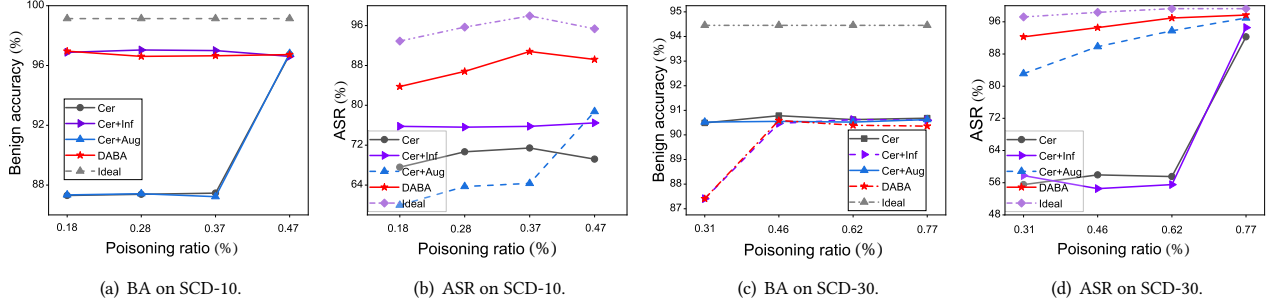 100
96
92
88
Benign accuracy (%)
Cer
Cer+Inf
Cer+Aug
DABA
Ideal
0.18
0.28
0.37
0.47
Poisoning ratio (%)
(a) BA on SCD-10.
96
88
80
72
64
ASR (%)
Cer
Cer+Inf
Cer+Aug
DABA
Ideal
0.18
0.28
0.37
0.47
Poisoning ratio (%)
(b) ASR on SCD-10.
95
94
93
92
91
90
89
88
87
Benign accuracy (%)
Cer
Cer+Inf
Cer+Aug
DABA
Ideal
0.31
0.46
0.62
0.77
Poisoning ratio (%)
(c) BA on SCD-30.
96
88
80
72
64
56
48
ASR (%)
Cer
Cer+Inf
Cer+Aug
DABA
Ideal
0.31
0.46
0.62
0.77
Poisoning ratio (%)
(d) ASR on SCD-30.